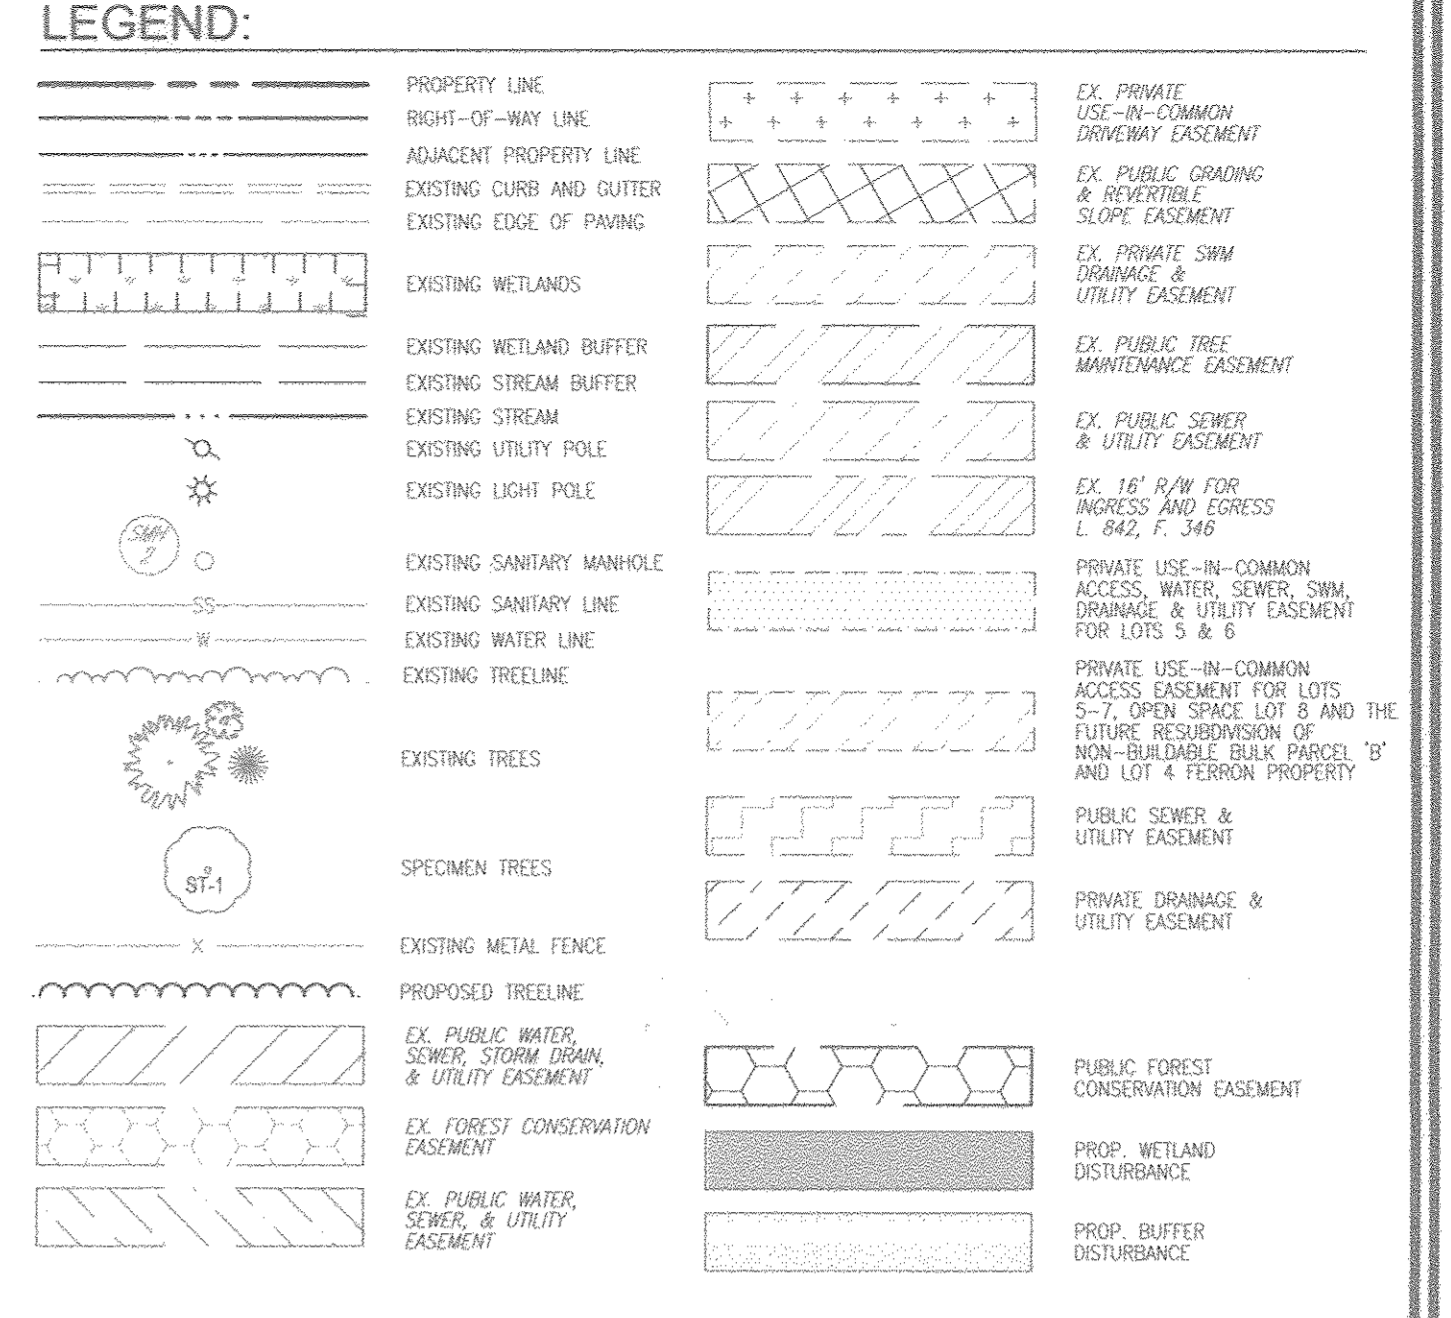 LEGEND:
PROPERTY LINE
RIGHT-OF-WAY LINE
ADJACENT PROPERTY LINE
EXISTING CURB AND GUTTER
EXISTING EDGE OF PAVING
EXISTING WETLANDS
EXISTING WETLAND BUFFER
EXISTING STREAM BUFFER
EXISTING STREAM
EXISTING UTILITY POLE
EXISTING LIGHT POLE
SMH
2
EXISTING SANITARY MANHOLE
SS
EXISTING SANITARY LINE
W
EXISTING WATER LINE
EXISTING TREELINE
EXISTING TREES
ST-1
SPECIMEN TREES
X
EXISTING METAL FENCE
PROPOSED TREELINE
EX. PUBLIC WATER,
SEWER, STORM DRAIN,
& UTILITY EASEMENT
EX. FOREST CONSERVATION
EASEMENT
EX. PUBLIC WATER,
SEWER, & UTILITY
EASEMENT
EX. PRIVATE
USE-IN-COMMON
DRIVEWAY EASEMENT
EX. PUBLIC GRADING
& REVERTIBLE
SLOPE EASEMENT
EX. PRIVATE SWM
DRAINAGE &
UTILITY EASEMENT
EX. PUBLIC TREE
MAINTENANCE EASEMENT
EX. PUBLIC SEWER
& UTILITY EASEMENT
EX. 16' R/W FOR
INGRESS AND EGRESS
L. 842, F. 346
PRIVATE USE-IN-COMMON
ACCESS, WATER, SEWER, SWM,
DRAINAGE & UTILITY EASEMENT
FOR LOTS 5 & 6
PRIVATE USE-IN-COMMON
ACCESS EASEMENT FOR LOTS
5-7, OPEN SPACE LOT 8 AND THE
FUTURE RESUBDIVISION OF
NON-BUILDABLE BULK PARCEL 'B'
AND LOT 4 FERRON PROPERTY
PUBLIC SEWER &
UTILITY EASEMENT
PRIVATE DRAINAGE &
UTILITY EASEMENT
PUBLIC FOREST
CONSERVATION EASEMENT
PROP. WETLAND
DISTURBANCE
PROP. BUFFER
DISTURBANCE